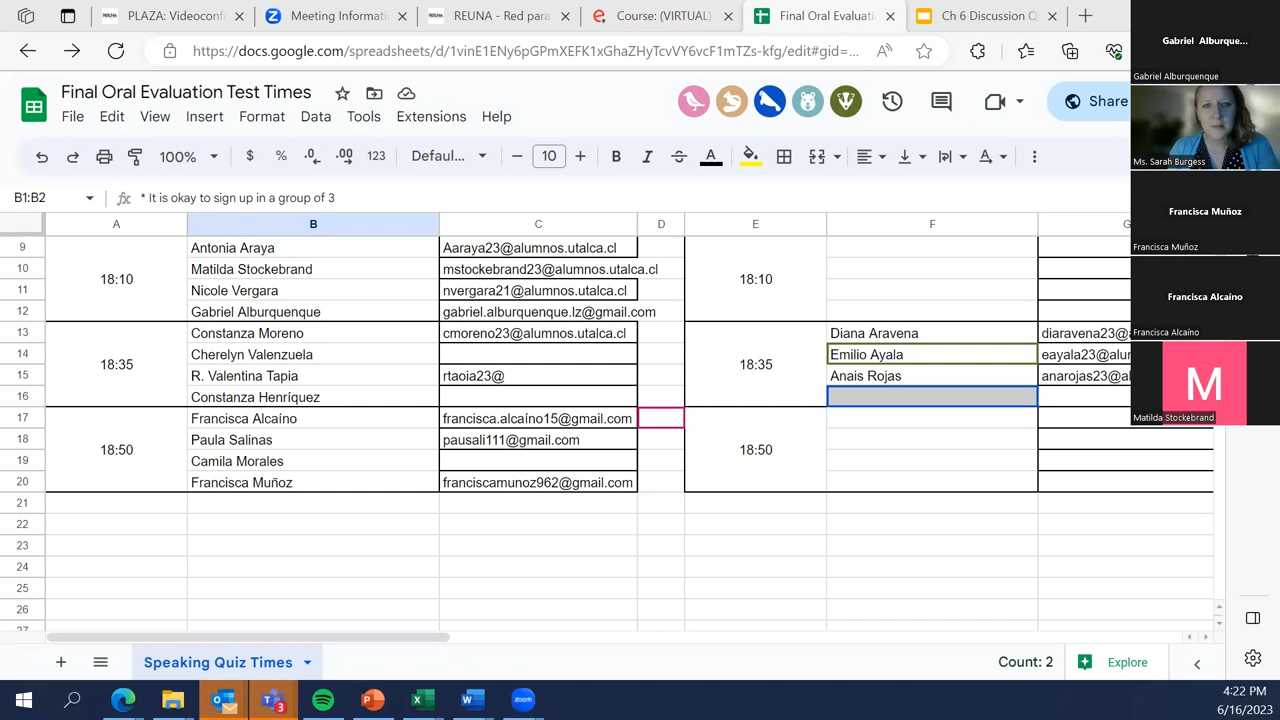 PLAZA: Videoconf
Meeting Informati
REUNA - Red para
Course: (VIRTUAL)
Final Oral Evaluati
Ch 6 Discussion Q
https://docs.google.com/spreadsheets/d/1vinE1ENy6pGPmXEFK1xGhaZHyTcvVY6vcF1mTZs-kfg/edit#gid=...
Final Oral Evaluation Test Times
File Edit View Insert Format Data Tools Extensions Help
Share
100% $ % .0 .00 123 Defaul... 10 B I A
B1:B2 fx * It is okay to sign up in a group of 3
A B C D E F G
9 Antonia Araya Aaraya23@alumnos.utalca.cl
10 Matilda Stockebrand mstockebrand23@alumnos.utalca.cl
18:10 18:10
11 Nicole Vergara nvergara21@alumnos.utalca.cl
12 Gabriel Alburquenque gabriel.alburquenque.lz@gmail.com
13 Constanza Moreno cmoreno23@alumnos.utalca.cl Diana Aravena diaravena23@a
14 Cherelyn Valenzuela Emilio Ayala eayala23@alum
18:35 18:35
15 R. Valentina Tapia rtaoia23@ Anais Rojas anarojas23@al
16 Constanza Henríquez
17 Francisca Alcaíno francisca.alcaíno15@gmail.com
18 Paula Salinas pausali111@gmail.com
18:50 18:50
19 Camila Morales
20 Francisca Muñoz franciscamunoz962@gmail.com
21
22
23
24
25
26
27
Speaking Quiz Times
Count: 2
Explore
Gabriel Alburque...
Gabriel Alburquenque
Ms. Sarah Burgess
Francisca Muñoz
Francisca Muñoz
Francisca Alcaíno
Francisca Alcaíno
M
Matilda Stockebrand
3
zoom
4:22 PM
6/16/2023